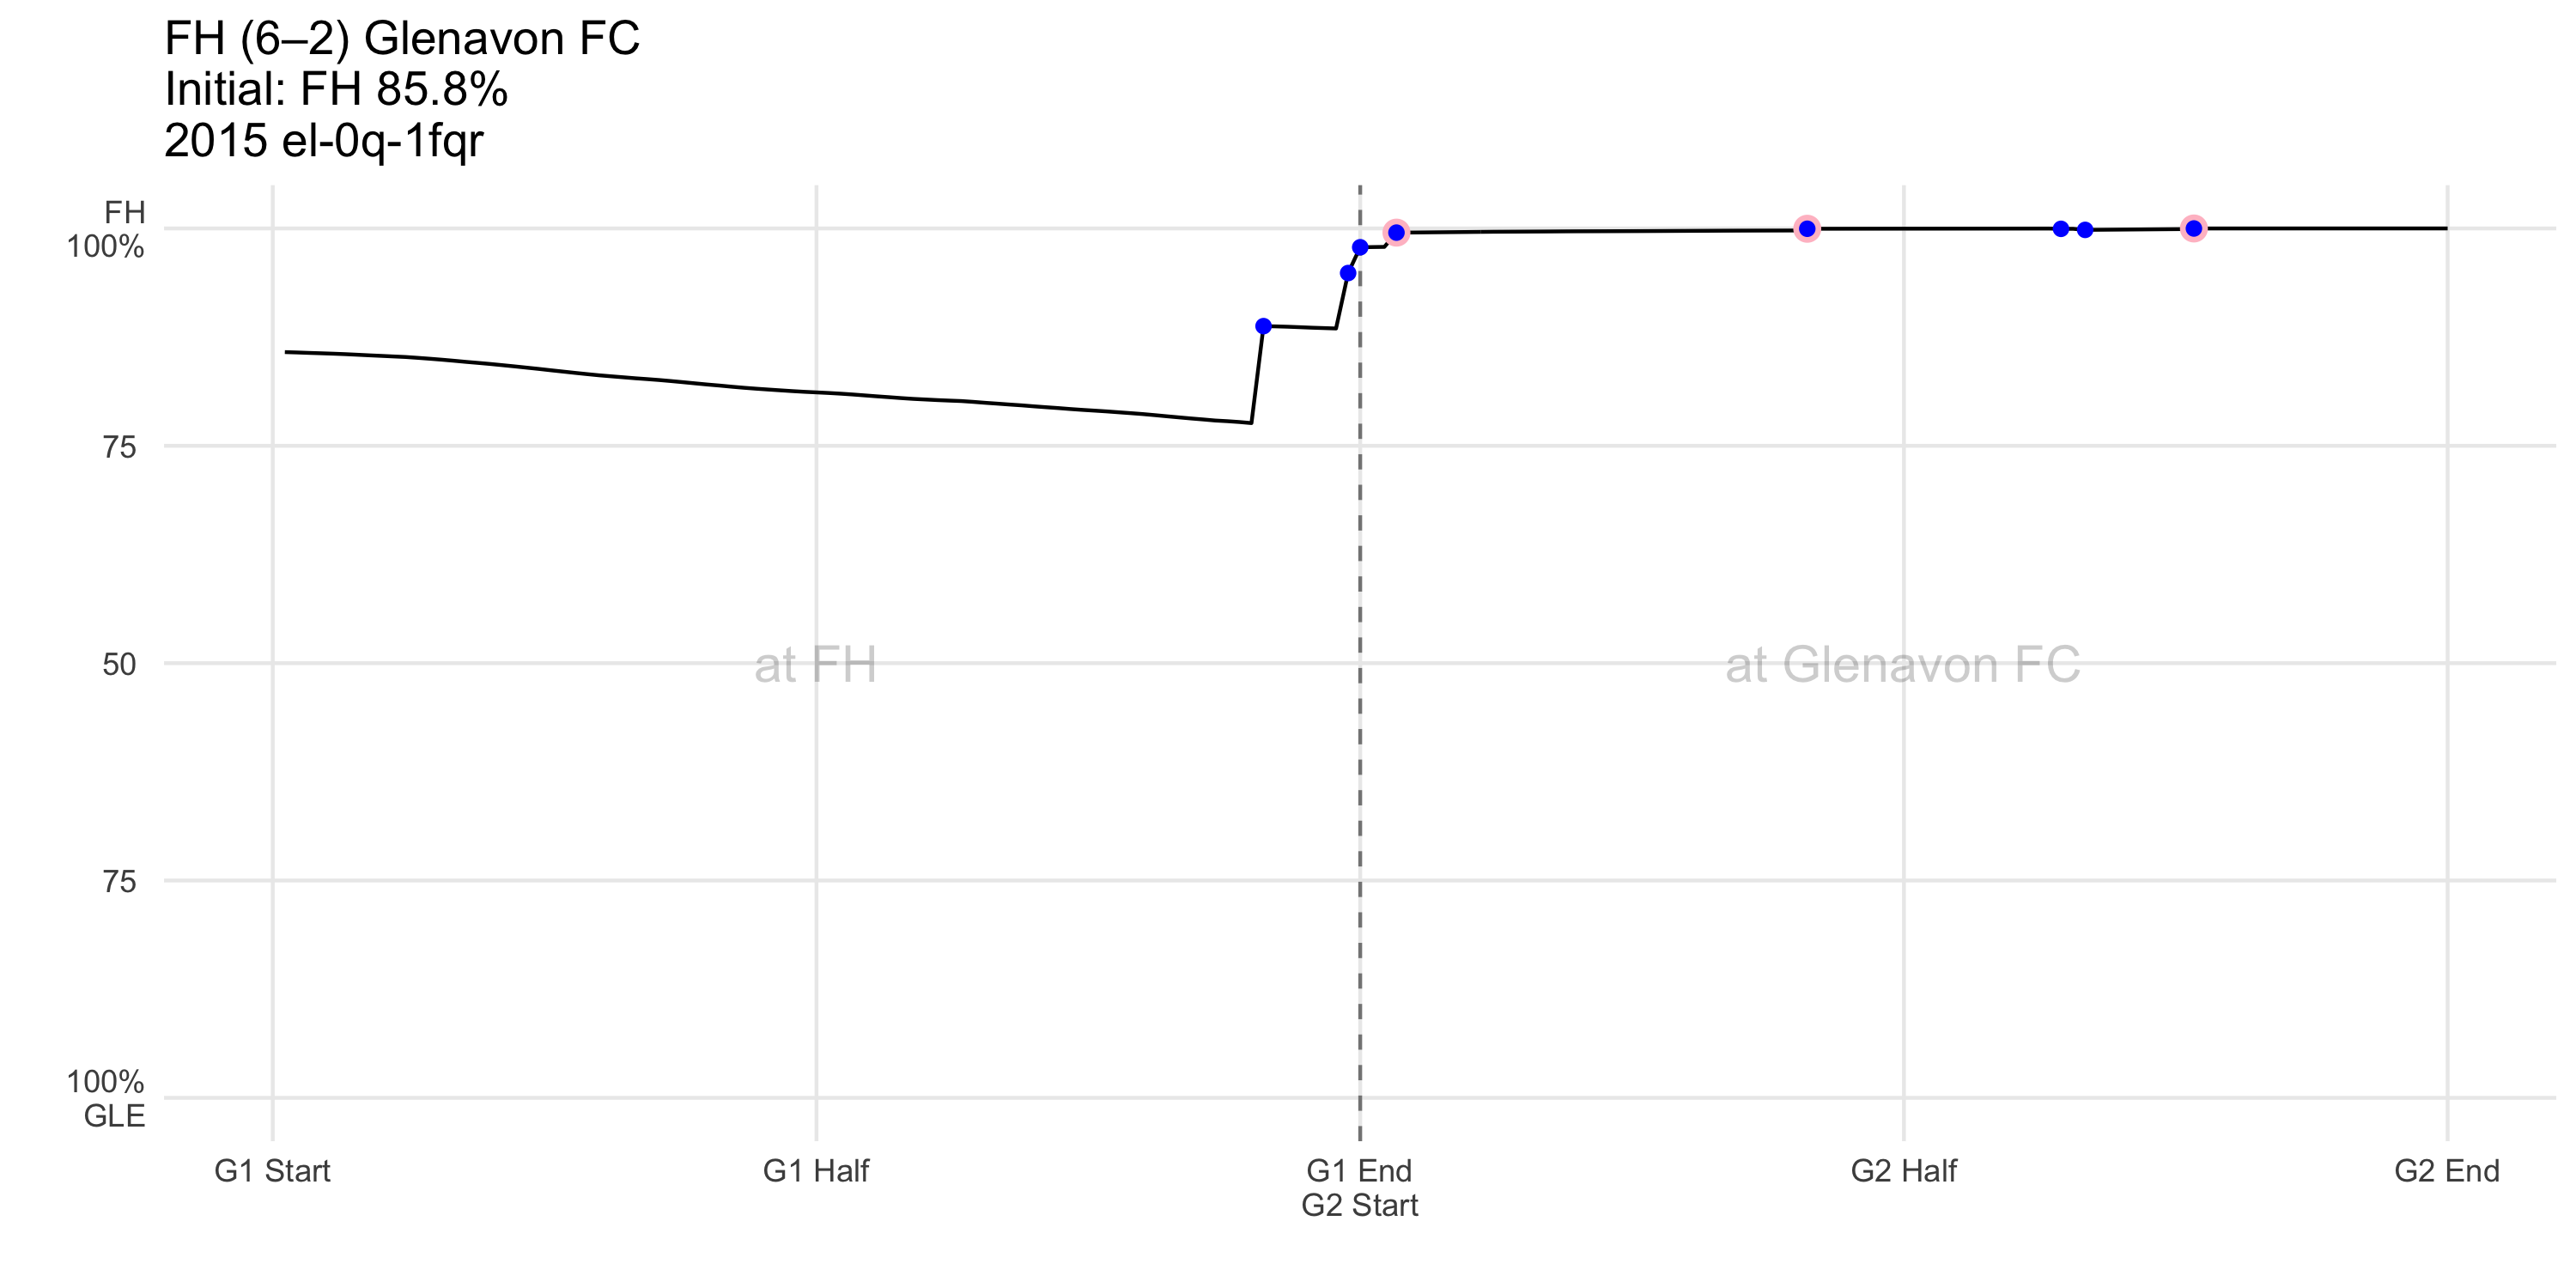 FH (6–2) Glenavon FC
Initial: FH 85.8%
2015 el-0q-1fqr
FH
100%
75
50
75
100%
GLE
at FH
at Glenavon FC
G1 Start
G1 Half
G1 End
G2 Start
G2 Half
G2 End